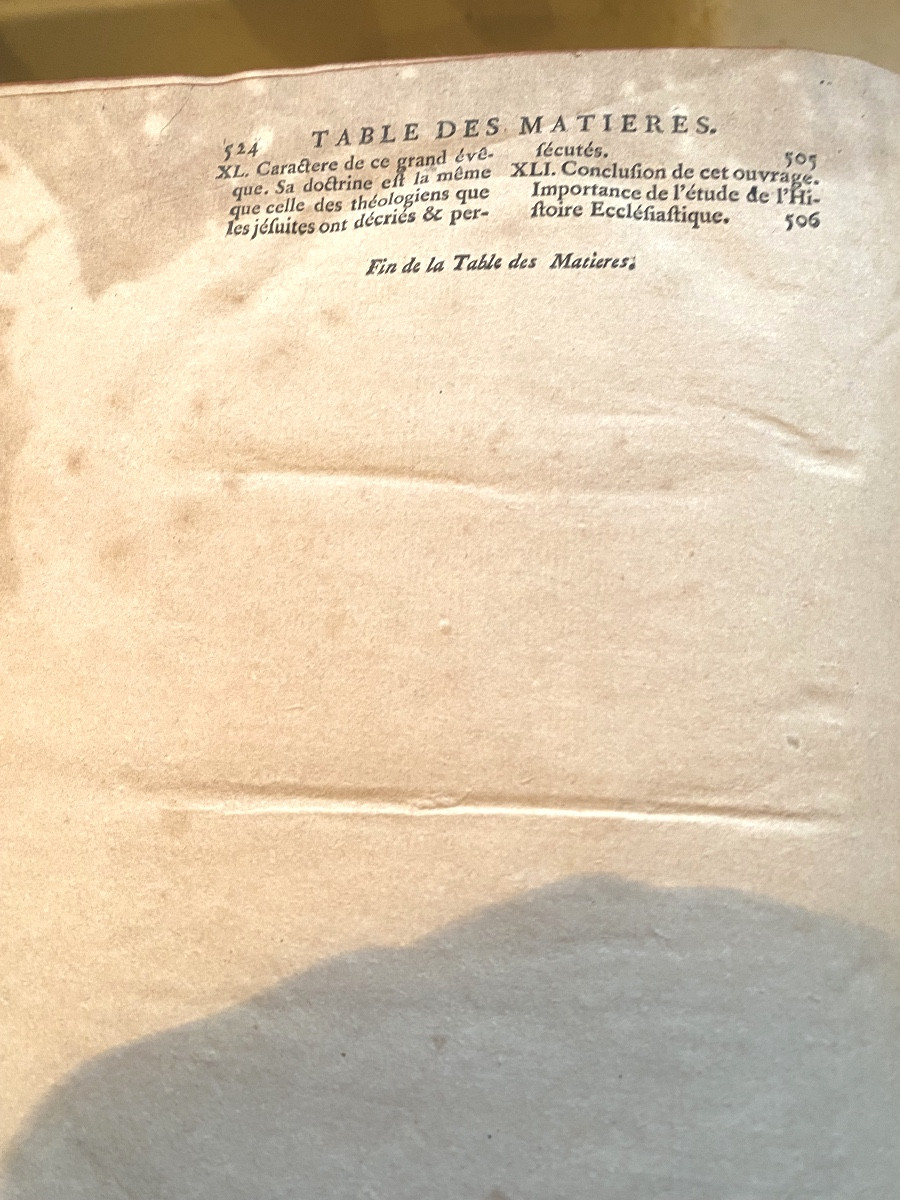 524 TABLE DES MATIERES.
XL. Caractere de ce grand évê-
que. Sa doctrine eſt la même
que celle des théologiens que
les jéſuites ont décriés & per-
ſécutés. 505
XLI. Concluſion de cet ouvrage.
Importance de l'étude de l'Hi-
ſtoire Eccléſiaſtique. 506
Fin de la Table des Matieres.